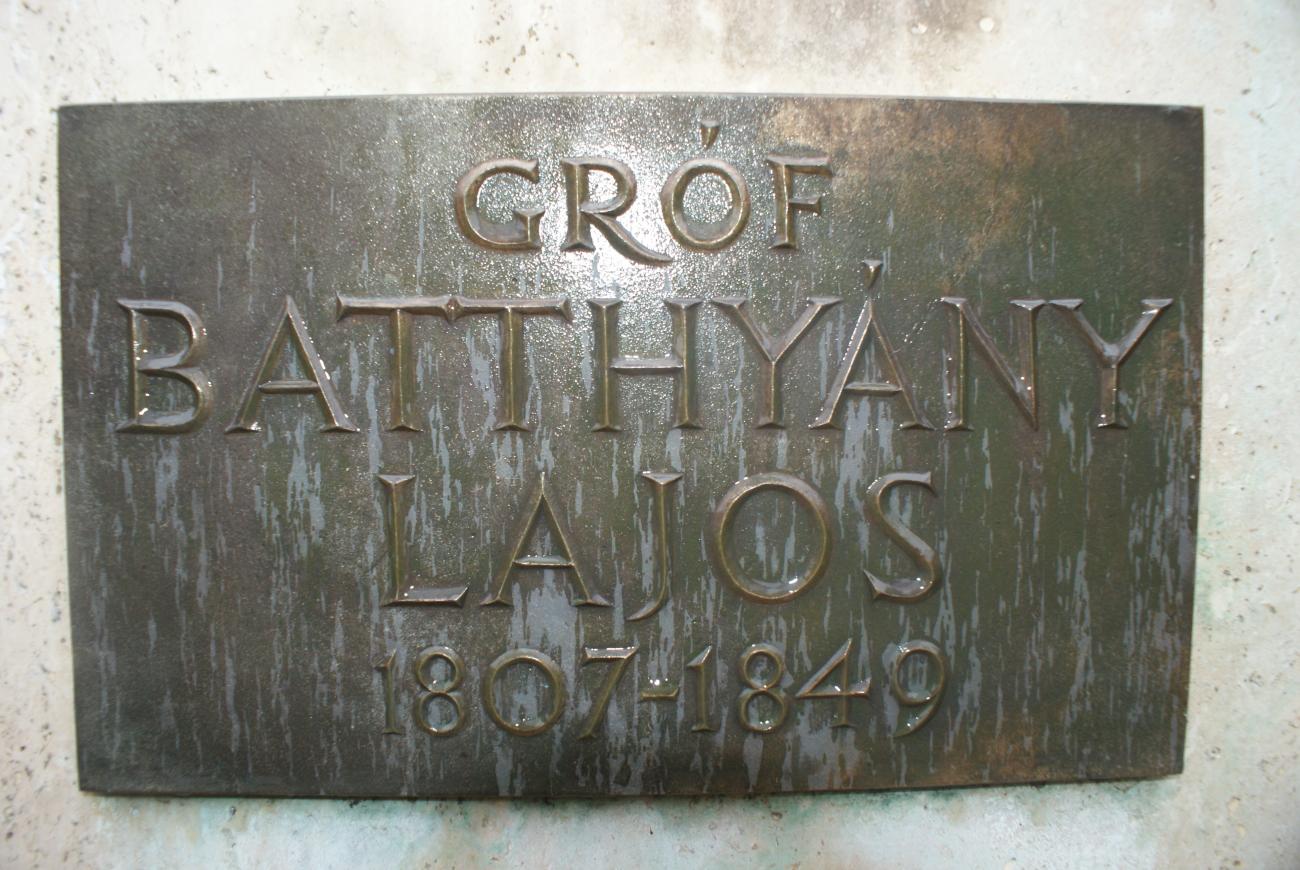 GRÓF
BATTHYÁNY
LAJOS
1807-1849